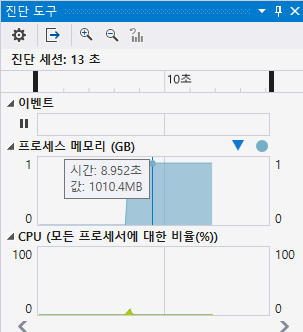 진단 도구
진단 세션: 13 초
10초
이벤트
프로세스 메모리 (GB)
1
1
시간: 8.952초
값: 1010.4MB
0
0
CPU (모든 프로세서에 대한 비율(%))
100
100
0
0